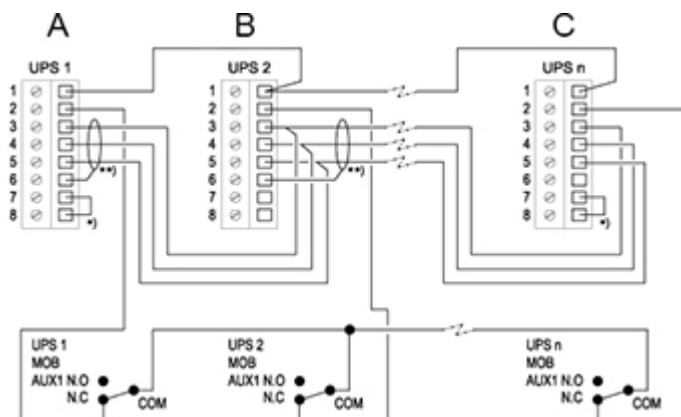 A B C
UPS 1 UPS 2 UPS n
1 1 1
2 2 2
3 3 3
4 4 4
5 5 5
6 **) 6 **) 6
7 7 7
8 *) 8 8 *)
UPS 1 UPS 2 UPS n
MOB MOB MOB
AUX1 N.O AUX1 N.O AUX1 N.O
N.C COM N.C COM N.C COM